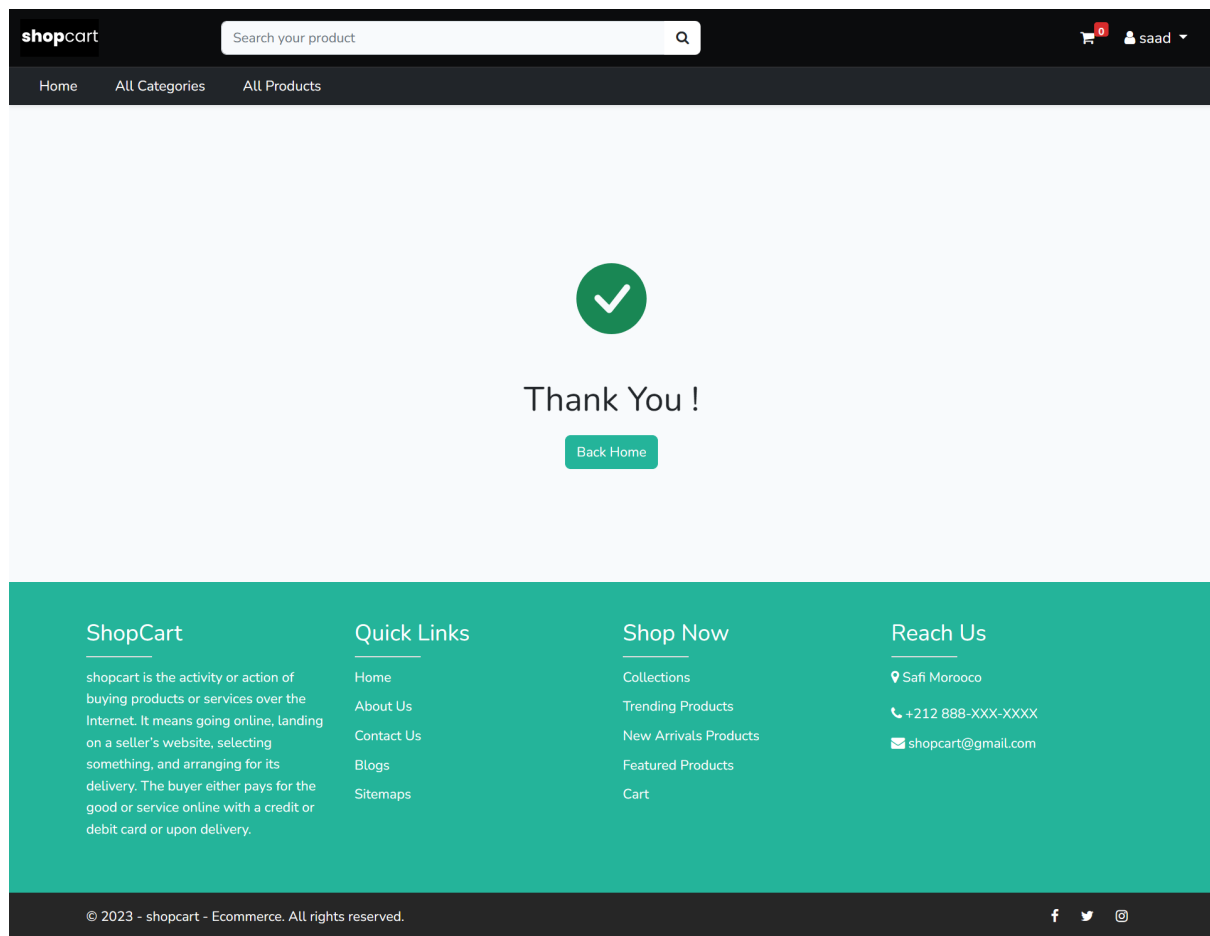 shopcart
Search your product
0
saad
Home
All Categories
All Products
Thank You !
Back Home
ShopCart
shopcart is the activity or action of
buying products or services over the
Internet. It means going online, landing
on a seller's website, selecting
something, and arranging for its
delivery. The buyer either pays for the
good or service online with a credit or
debit card or upon delivery.
Quick Links
Home
About Us
Contact Us
Blogs
Sitemaps
Shop Now
Collections
Trending Products
New Arrivals Products
Featured Products
Cart
Reach Us
Safi Morooco
+212 888-XXX-XXXX
shopcart@gmail.com
© 2023 - shopcart - Ecommerce. All rights reserved.